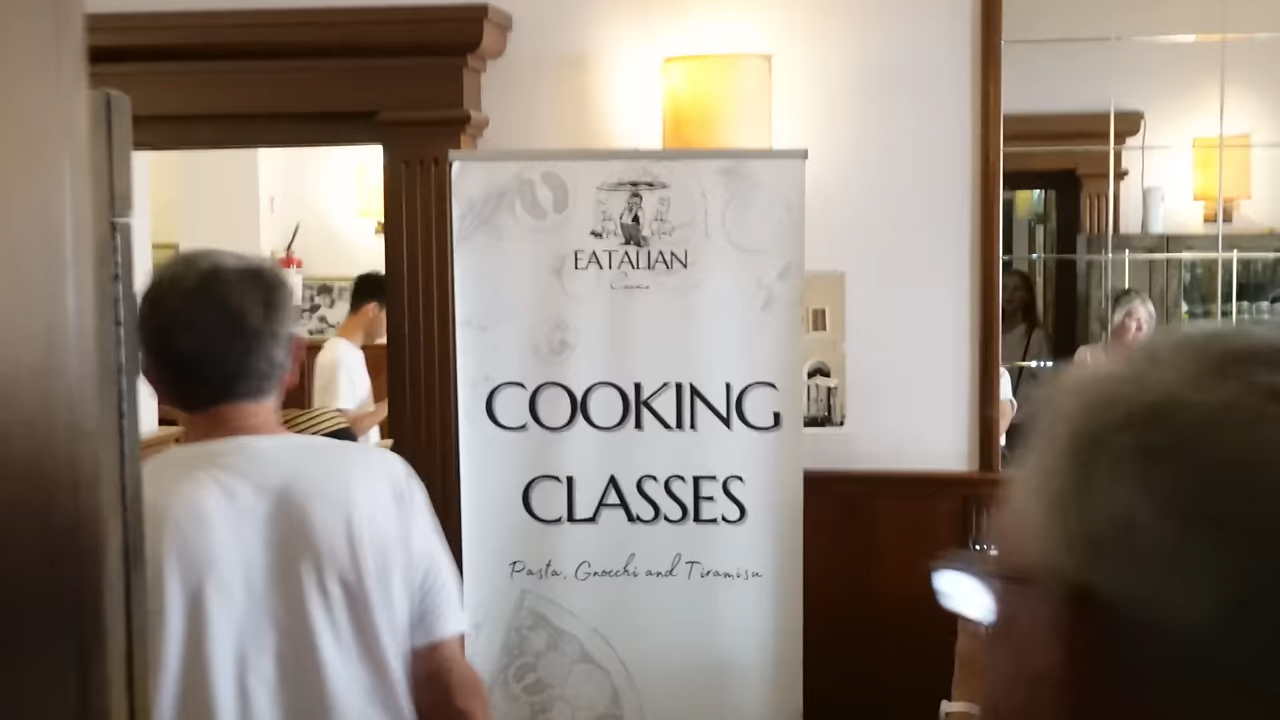 EATALIAN
COOKING
CLASSES
Pasta, Gnocchi and Tiramisu